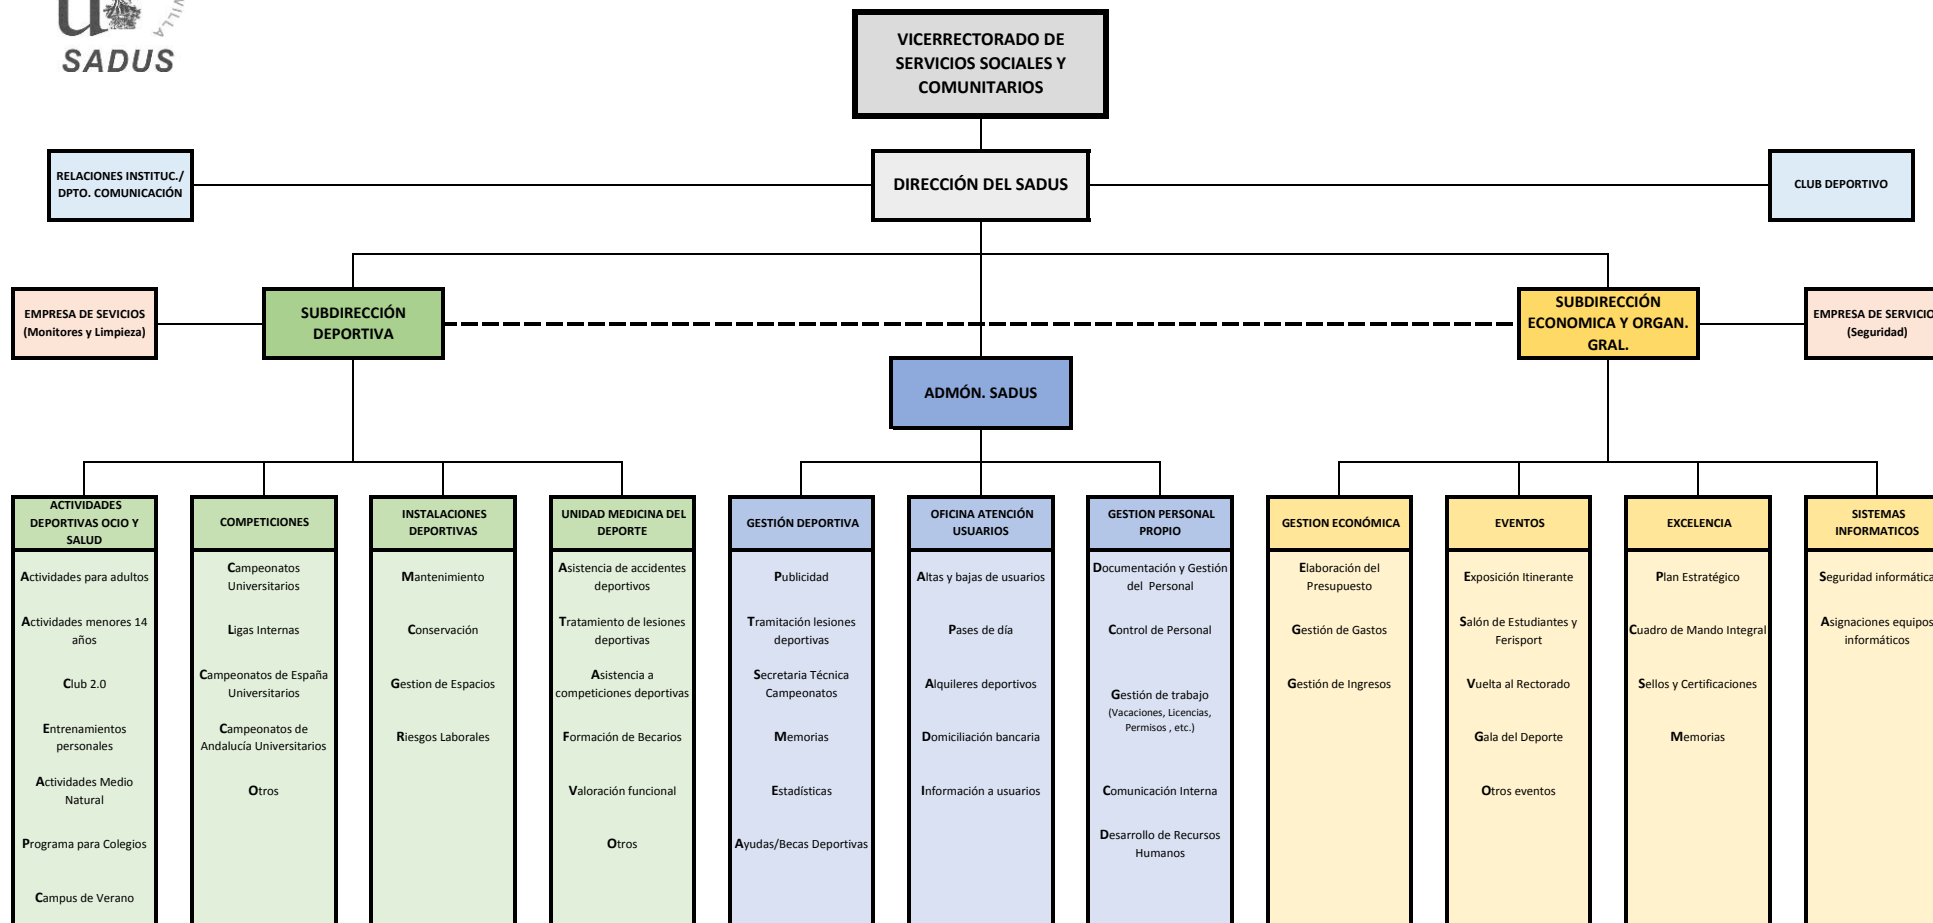 SADUS
VICERRECTORADO DE
SERVICIOS SOCIALES Y
COMUNITARIOS
RELACIONES INSTITUC./
DPTO. COMUNICACIÓN
DIRECCIÓN DEL SADUS
CLUB DEPORTIVO
EMPRESA DE SEVICIOS
(Monitores y Limpieza)
SUBDIRECCIÓN
DEPORTIVA
SUBDIRECCIÓN
ECONOMICA Y ORGAN.
GRAL.
EMPRESA DE SERVICIO
(Seguridad)
ADMÓN. SADUS
ACTIVIDADES
DEPORTIVAS OCIO Y
SALUD
Actividades para adultos
Actividades menores 14
años
Club 2.0
Entrenamientos
personales
Actividades Medio
Natural
Programa para Colegios
Campus de Verano
COMPETICIONES
Campeonatos
Universitarios
Ligas Internas
Campeonatos de España
Universitarios
Campeonatos de
Andalucía Universitarios
Otros
INSTALACIONES
DEPORTIVAS
Mantenimiento
Conservación
Gestion de Espacios
Riesgos Laborales
UNIDAD MEDICINA DEL
DEPORTE
Asistencia de accidentes
deportivos
Tratamiento de lesiones
deportivas
Asistencia a
competiciones deportivas
Formación de Becarios
Valoración funcional
Otros
GESTIÓN DEPORTIVA
Publicidad
Tramitación lesiones
deportivas
Secretaria Técnica
Campeonatos
Memorias
Estadísticas
Ayudas/Becas Deportivas
OFICINA ATENCIÓN
USUARIOS
Altas y bajas de usuarios
Pases de día
Alquileres deportivos
Domiciliación bancaria
Información a usuarios
GESTION PERSONAL
PROPIO
Documentación y Gestión
del Personal
Control de Personal
Gestión de trabajo
(Vacaciones, Licencias,
Permisos , etc.)
Comunicación Interna
Desarrollo de Recursos
Humanos
GESTION ECONÓMICA
Elaboración del
Presupuesto
Gestión de Gastos
Gestión de Ingresos
EVENTOS
Exposición Itinerante
Salón de Estudiantes y
Ferisport
Vuelta al Rectorado
Gala del Deporte
Otros eventos
EXCELENCIA
Plan Estratégico
Cuadro de Mando Integral
Sellos y Certificaciones
Memorias
SISTEMAS
INFORMATICOS
Seguridad informática
Asignaciones equipos
informáticos